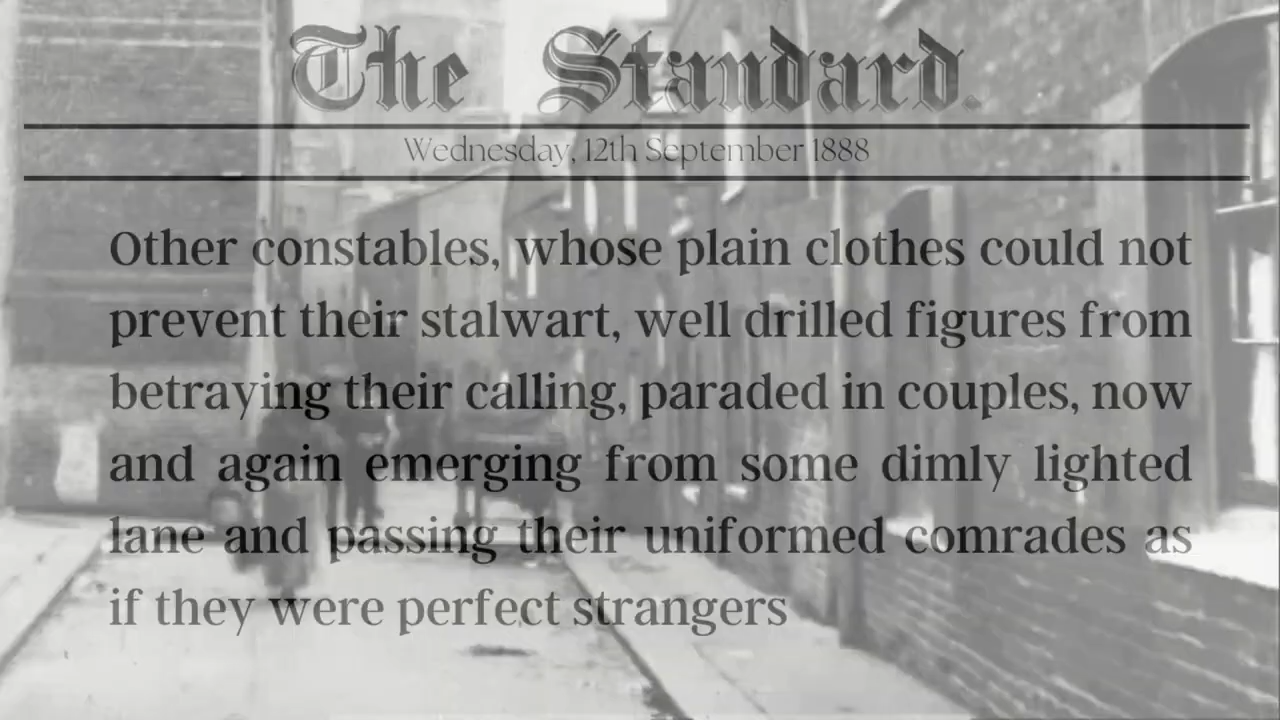 The Standard.
Wednesday, 12th September 1888
Other constables, whose plain clothes could not
prevent their stalwart, well drilled figures from
betraying their calling, paraded in couples, now
and again emerging from some dimly lighted
lane and passing their uniformed comrades as
if they were perfect strangers